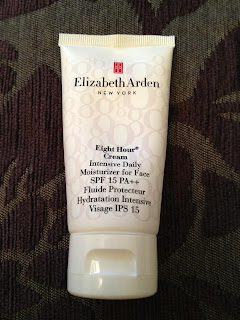 Elizabeth Arden
NEW YORK
Eight Hour®
Cream
Intensive Daily
Moisturizer for Face
SPF 15 PA++
Fluide Protecteur
Hydratation Intensive
Visage IPS 15